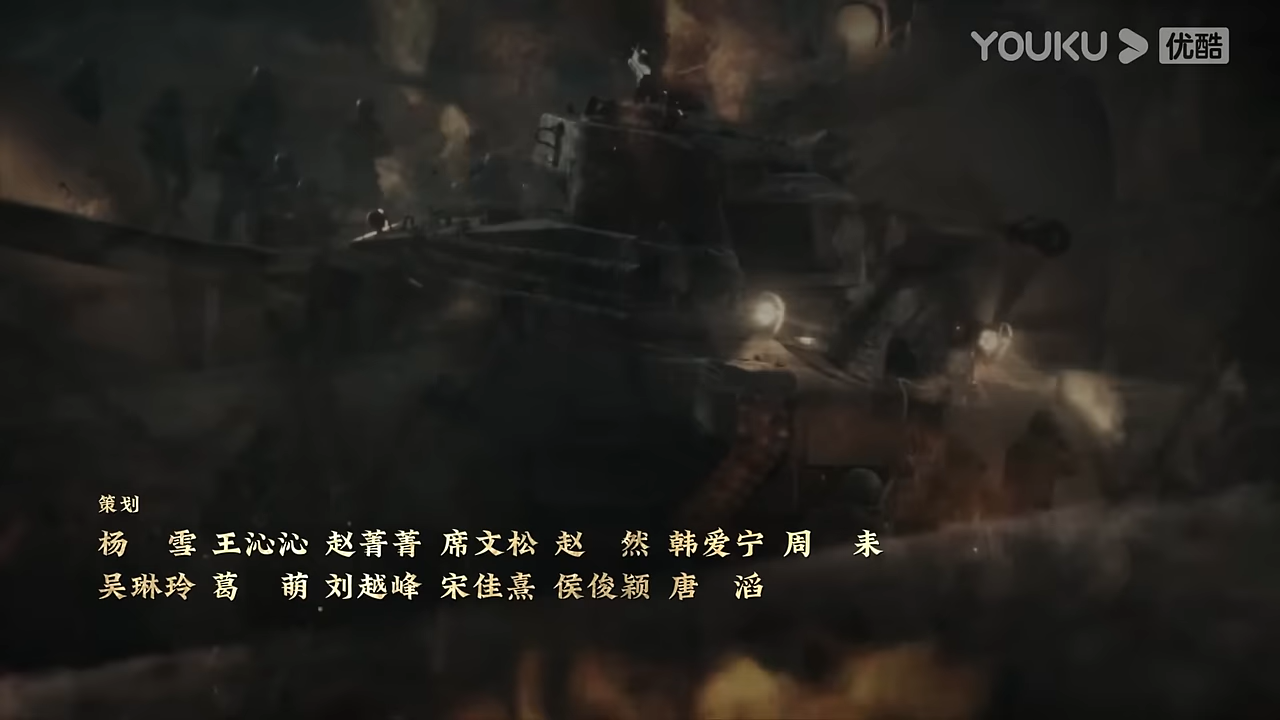 YOUKU 优酷
策划
杨 雪 王沁沁 赵菁菁 席文松 赵 然 韩爱宁 周 耒
吴琳玲 葛 萌 刘越峰 宋佳熹 侯俊颖 唐 滔